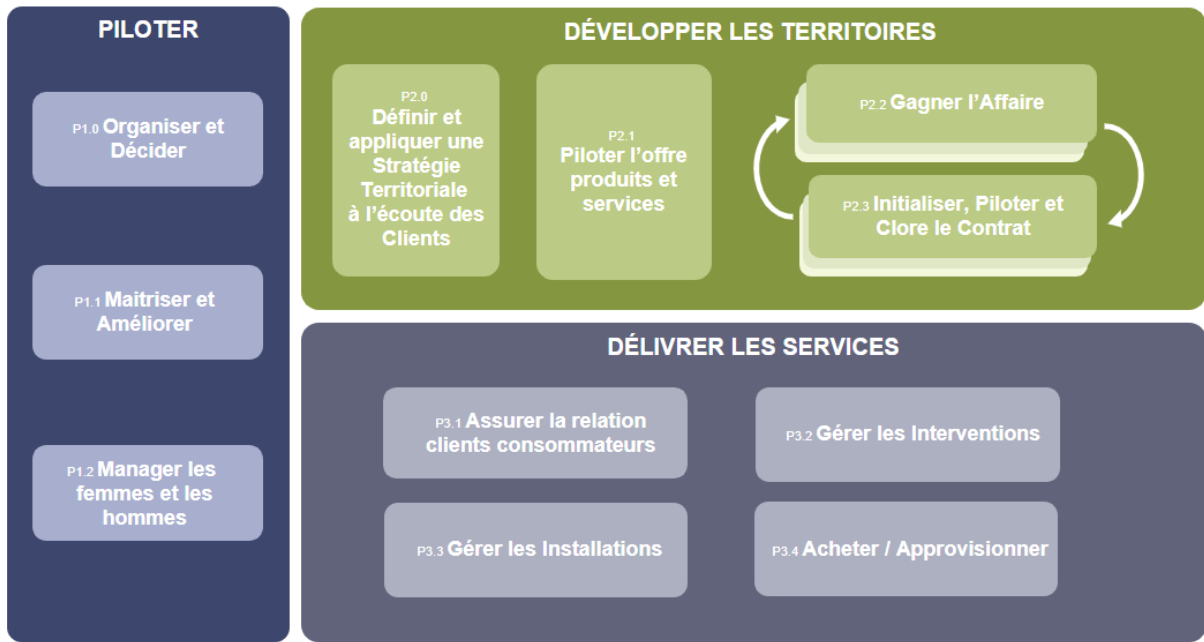 PILOTER
P1.0 Organiser et
Décider
P1.1 Maitriser et
Améliorer
P1.2 Manager les
femmes et les
hommes
DÉVELOPPER LES TERRITOIRES
P2.0
Définir et
appliquer une
Stratégie
Territoriale
à l'écoute des
Clients
P2.1
Piloter l'offre
produits et
services
P2.2 Gagner l'Affaire
P2.3 Initialiser, Piloter et
Clore le Contrat
DÉLIVRER LES SERVICES
P3.1 Assurer la relation
clients consommateurs
P3.2 Gérer les Interventions
P3.3 Gérer les Installations
P3.4 Acheter / Approvisionner